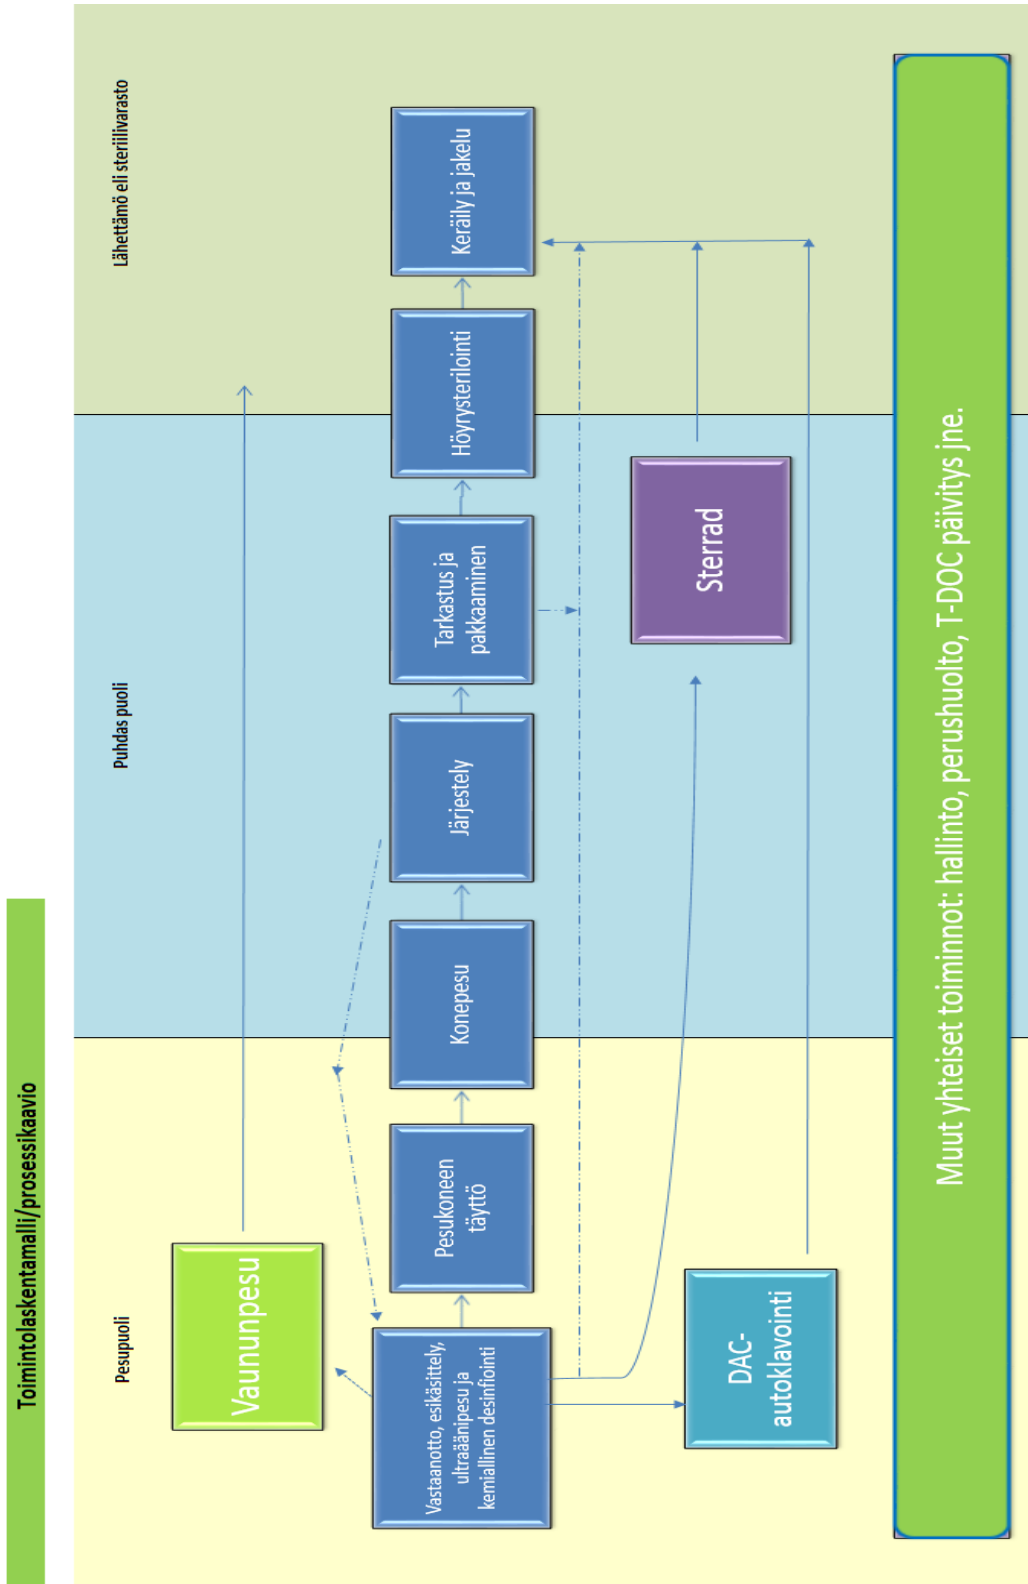 Toimintolaskentamalli/prosessikaavio
Pesupuoli
Puhdas puoli
Lähettämö eli steriilivarasto
Vaununpesu
Vastaanotto, esikäsittely,
ultraäänipesu ja
kemiallinen desinfiointi
Pesukoneen
täyttö
Konepesu
Järjestely
Tarkastus ja
pakkaaminen
Höyrysterilointi
Keräily ja jakelu
DAC-
autoklavointi
Sterrad
Muut yhteiset toiminnot: hallinto, perushuolto, T-DOC päivitys jne.